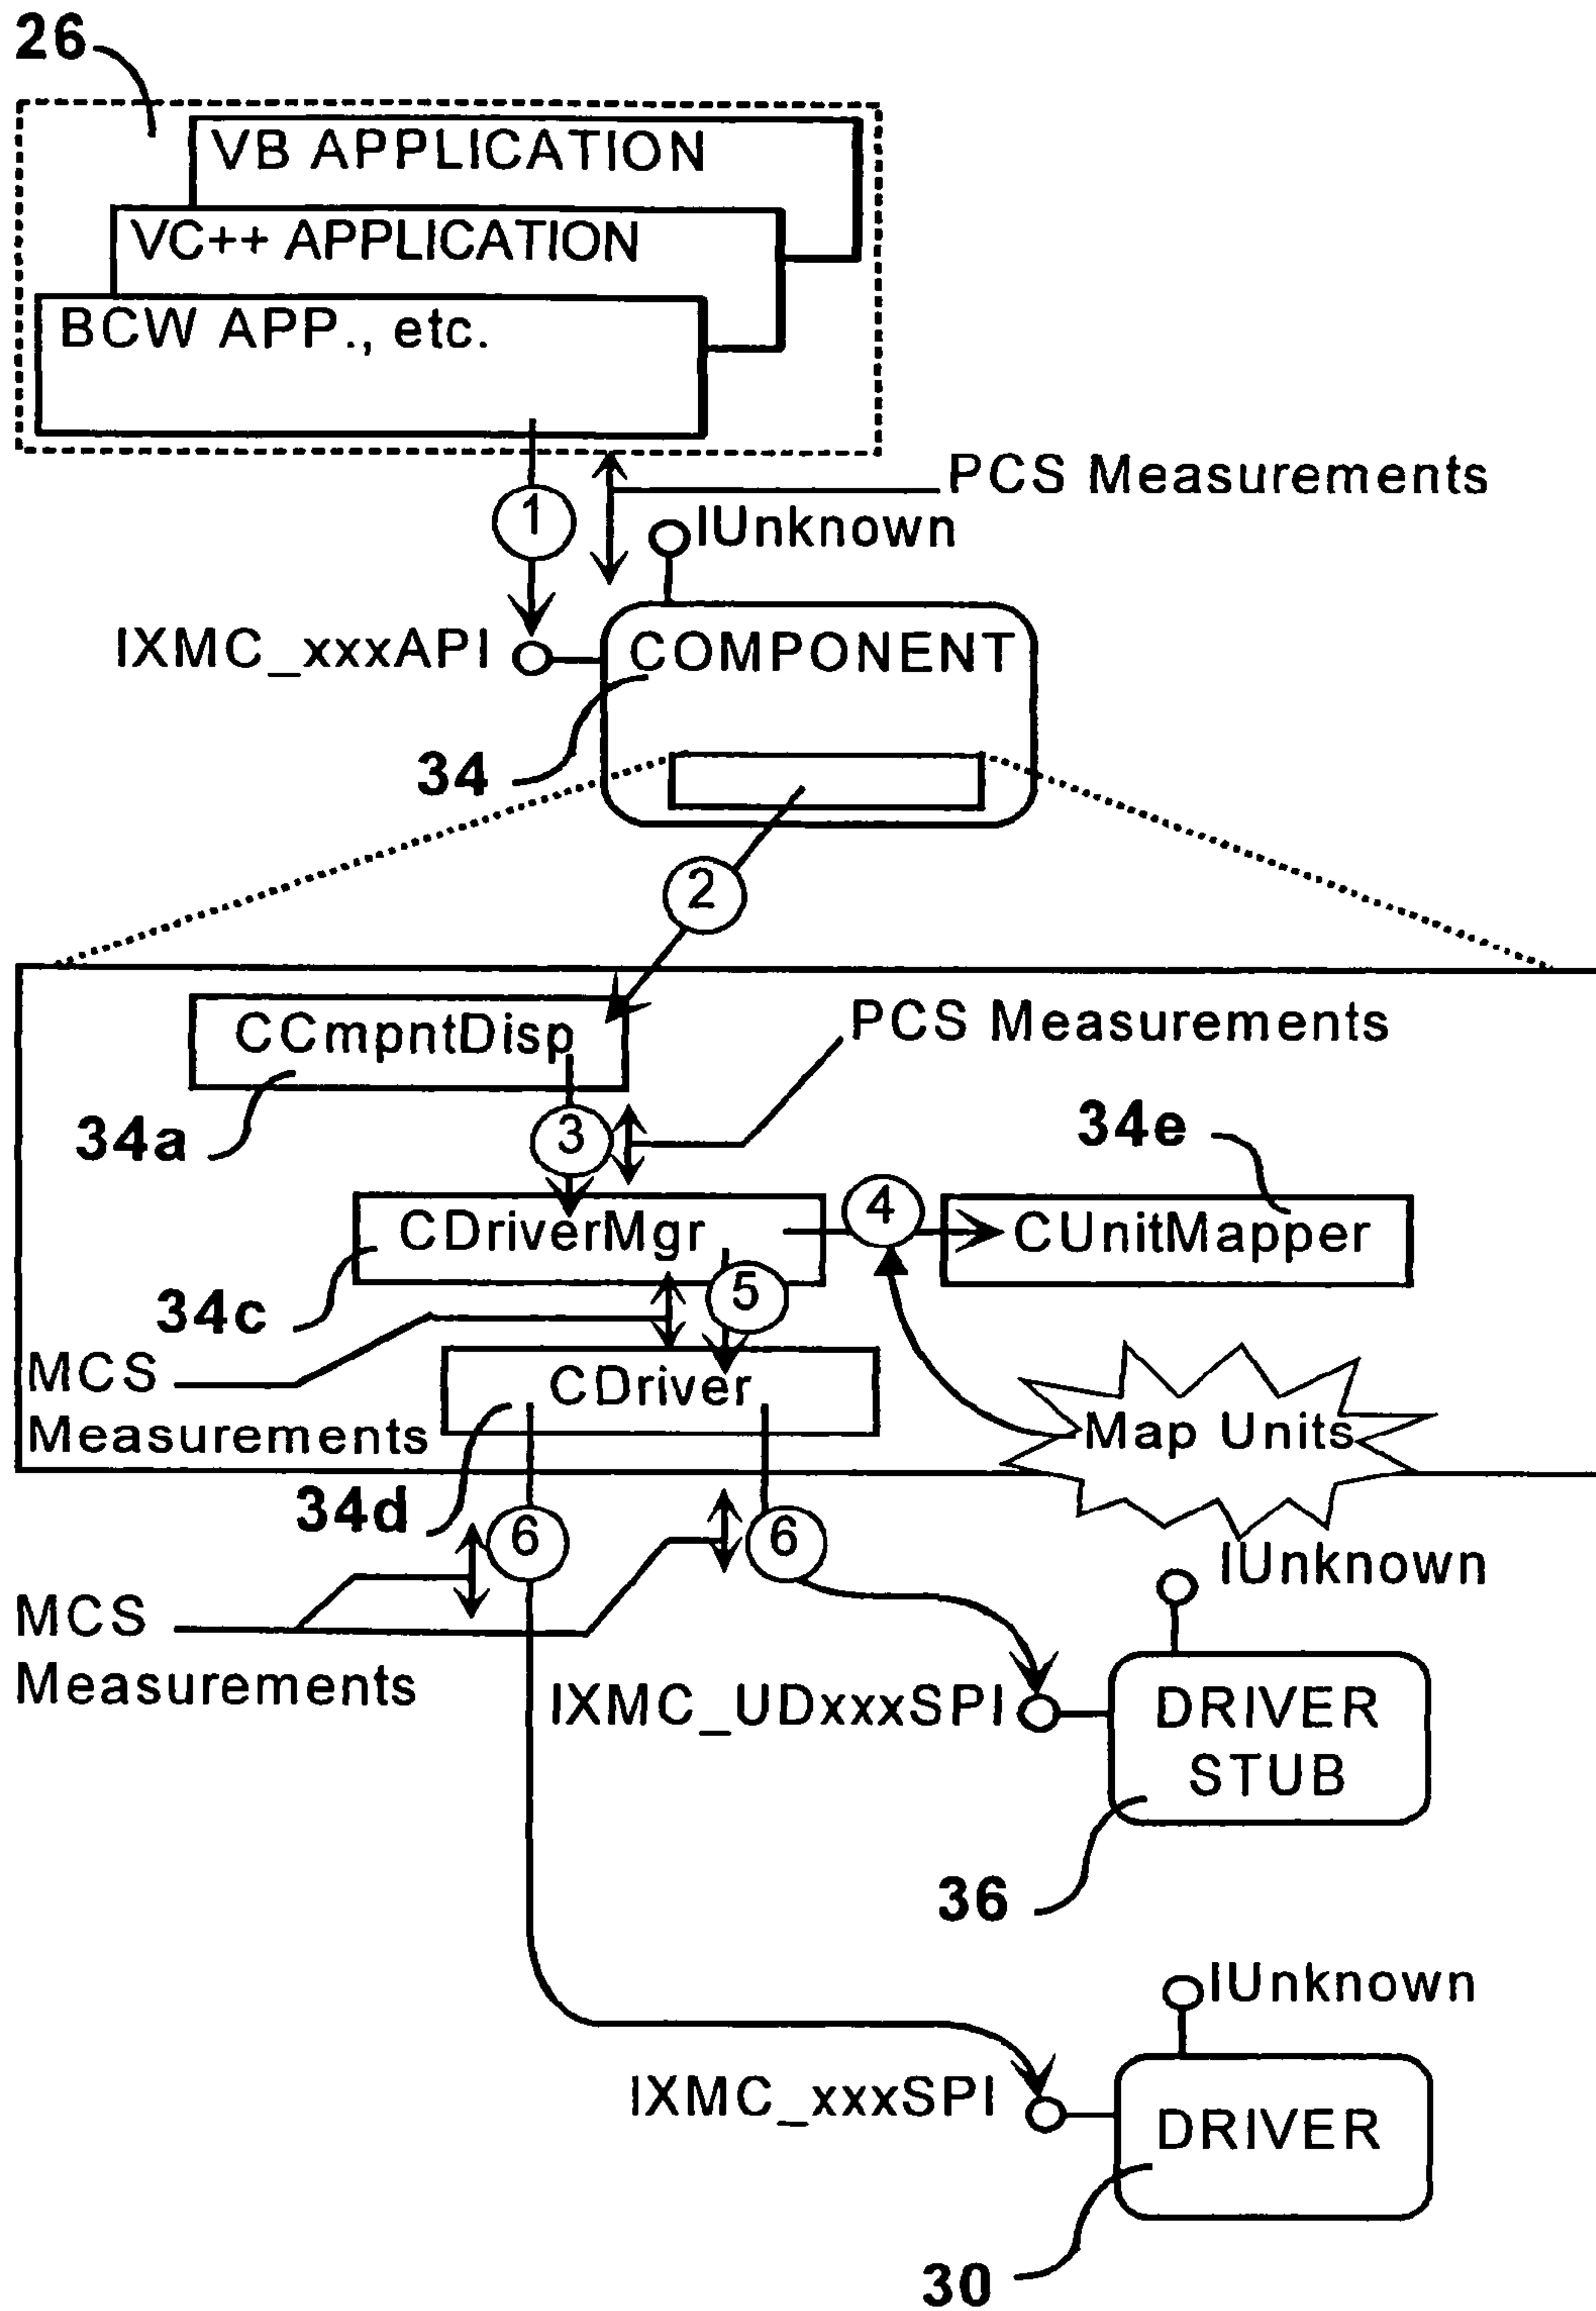 26
VB APPLICATION
VC++ APPLICATION
BCW APP., etc.
PCS Measurements
1
IUnknown
IXMC_xxxAPI
COMPONENT
34
2
CCmpntDisp
PCS Measurements
34a
3
34e
4
CDriverMgr
CUnitMapper
34c
5
MCS
Measurements
CDriver
Map Units
34d
6
6
IUnknown
MCS
Measurements
IXMC_UDxxxSPI
DRIVER
STUB
36
IUnknown
IXMC_xxxSPI
DRIVER
30